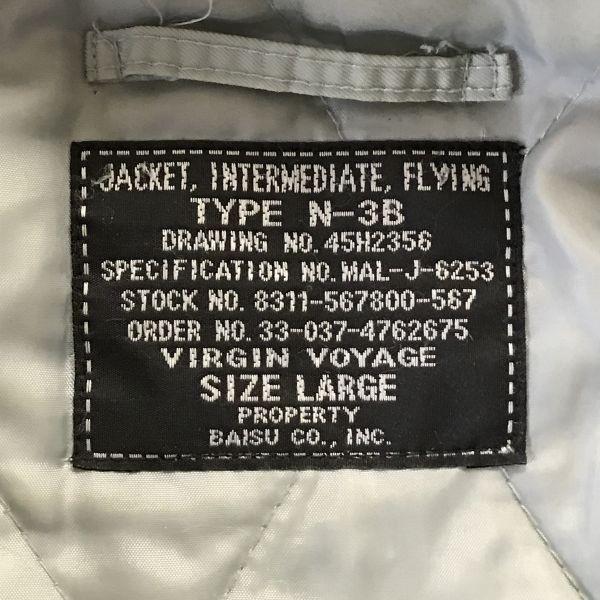 JACKET, INTERMEDIATE, FLYING
TYPE N-3B
DRAWING NO. 45H2356
SPECIFICATION NO. MAL-J-6253
STOCK NO. 8311-567800-567
ORDER NO. 33-037-4762675
VIRGIN VOYAGE
SIZE LARGE
PROPERTY
BAISU CO., INC.